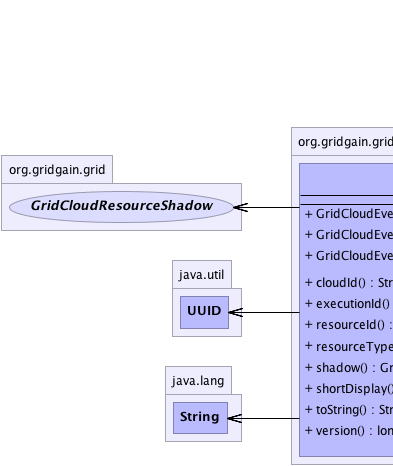 org.gridgain.grid
GridCloudResourceShadow
java.util
UUID
java.lang
String
org.gridgain.grid
+ GridCloudEve
+ GridCloudEve
+ GridCloudEve
+ cloudId() : Str
+ executionId()
+ resourceId() :
+ resourceType
+ shadow() : Gr
+ shortDisplay()
+ toString() : Str
+ version() : lon